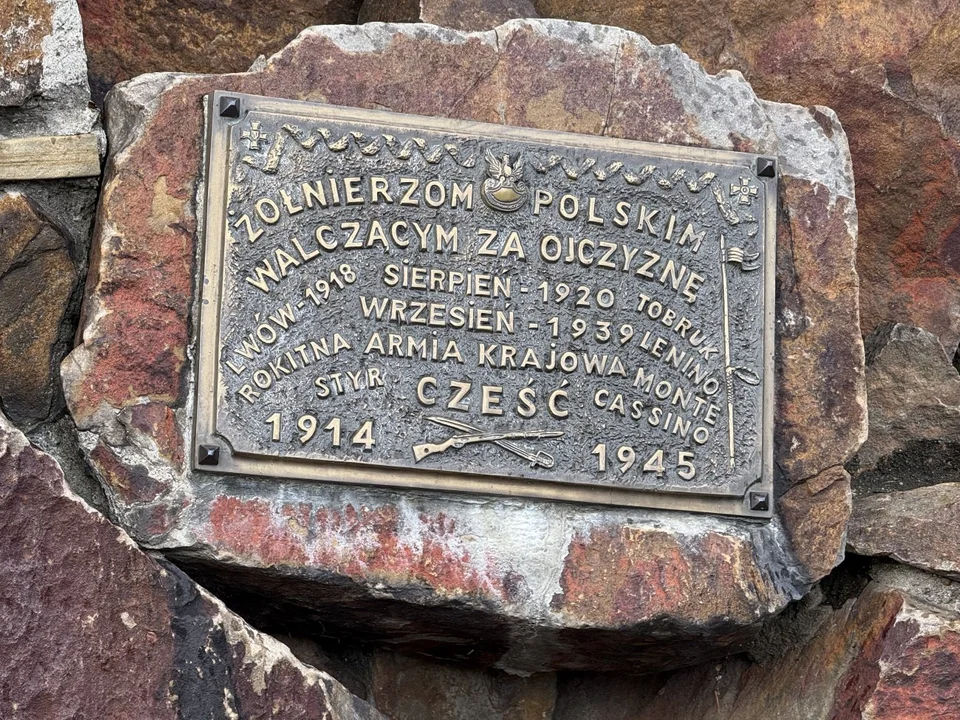 ŻOŁNIERZOM POLSKIM
WALCZĄCYM ZA OJCZYZNĘ
LWÓW-1918 SIERPIEŃ-1920 TOBRUK
WRZESIEŃ-1939 LENINO
ROKITNA ARMIA KRAJOWA MONTE
STYR CZEŚĆ CASSINO
1914 1945